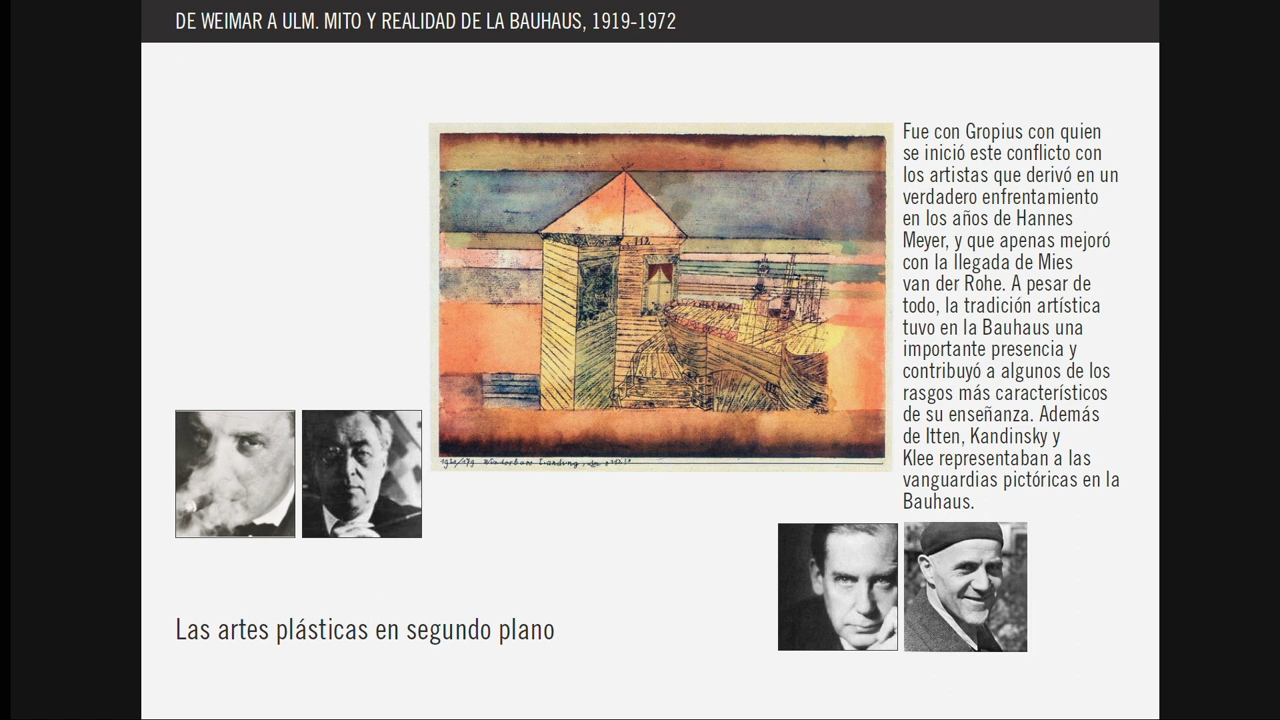 DE WEIMAR A ULM. MITO Y REALIDAD DE LA BAUHAUS, 1919-1972
Fue con Gropius con quien
se inició este conflicto con
los artistas que derivó en un
verdadero enfrentamiento
en los años de Hannes
Meyer, y que apenas mejoró
con la llegada de Mies
van der Rohe. A pesar de
todo, la tradición artística
tuvo en la Bauhaus una
importante presencia y
contribuyó a algunos de los
rasgos más característicos
de su enseñanza. Además
de Itten, Kandinsky y
Klee representaban a las
vanguardias pictóricas en la
Bauhaus.
Las artes plásticas en segundo plano